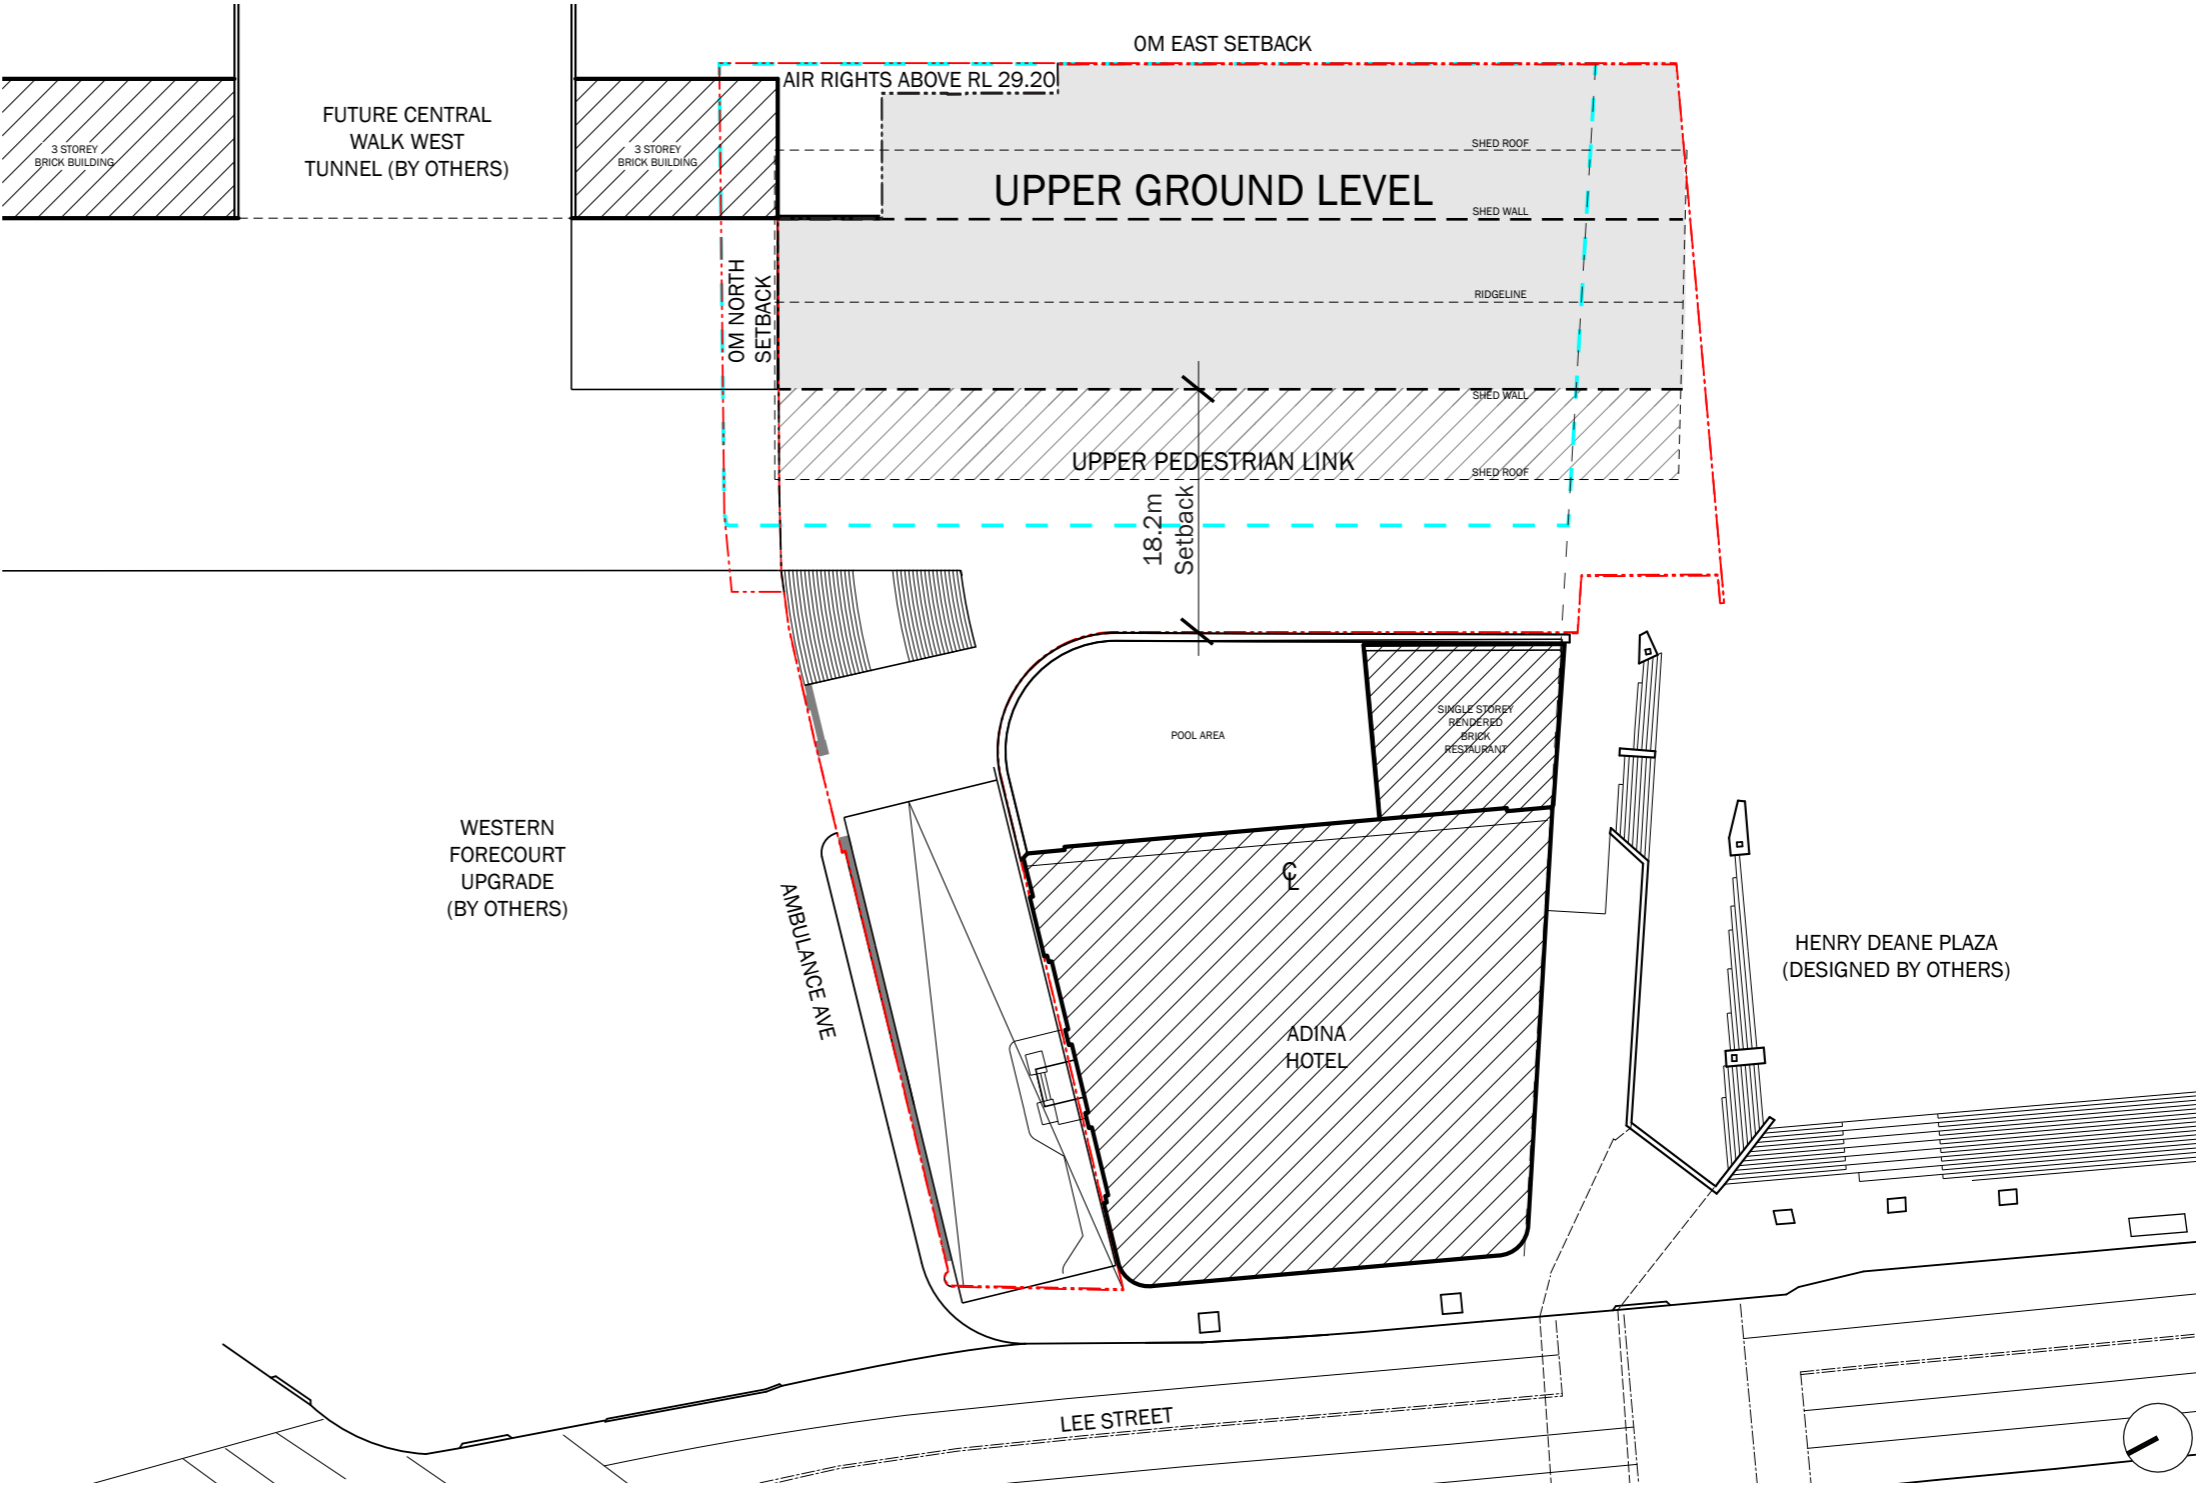 0M EAST SETBACK
AIR RIGHTS ABOVE RL 29.20
FUTURE CENTRAL
WALK WEST
TUNNEL (BY OTHERS)
3 STOREY
BRICK BUILDING
3 STOREY
BRICK BUILDING
SHED ROOF
UPPER GROUND LEVEL
SHED WALL
0M NORTH
SETBACK
RIDGELINE
SHED WALL
UPPER PEDESTRIAN LINK
SHED ROOF
18.2m
Setback
SINGLE STOREY
RENDERED
BRICK
RESTAURANT
POOL AREA
WESTERN
FORECOURT
UPGRADE
(BY OTHERS)
AMBULANCE AVE
℄
HENRY DEANE PLAZA
(DESIGNED BY OTHERS)
ADINA
HOTEL
LEE STREET